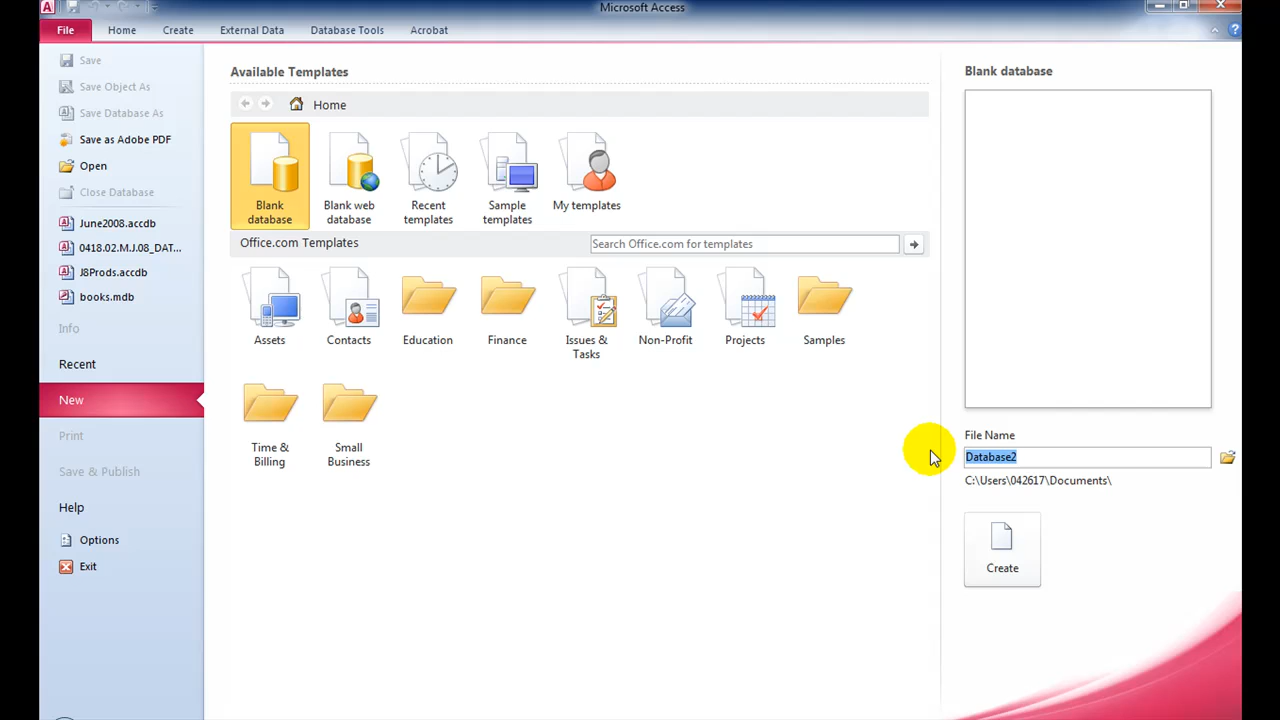 Microsoft Access
File Home Create External Data Database Tools Acrobat
Save
Save Object As
Save Database As
Save as Adobe PDF
Open
Close Database
June2008.accdb
0418.02.M.J.08_DAT...
J8Prods.accdb
books.mdb
Info
Recent
New
Print
Save & Publish
Help
Options
Exit
Available Templates
Home
Blank database
Blank web database
Recent templates
Sample templates
My templates
Office.com Templates
Search Office.com for templates
Assets
Contacts
Education
Finance
Issues & Tasks
Non-Profit
Projects
Samples
Time & Billing
Small Business
Blank database
File Name
Database2
C:\Users\042617\Documents\
Create